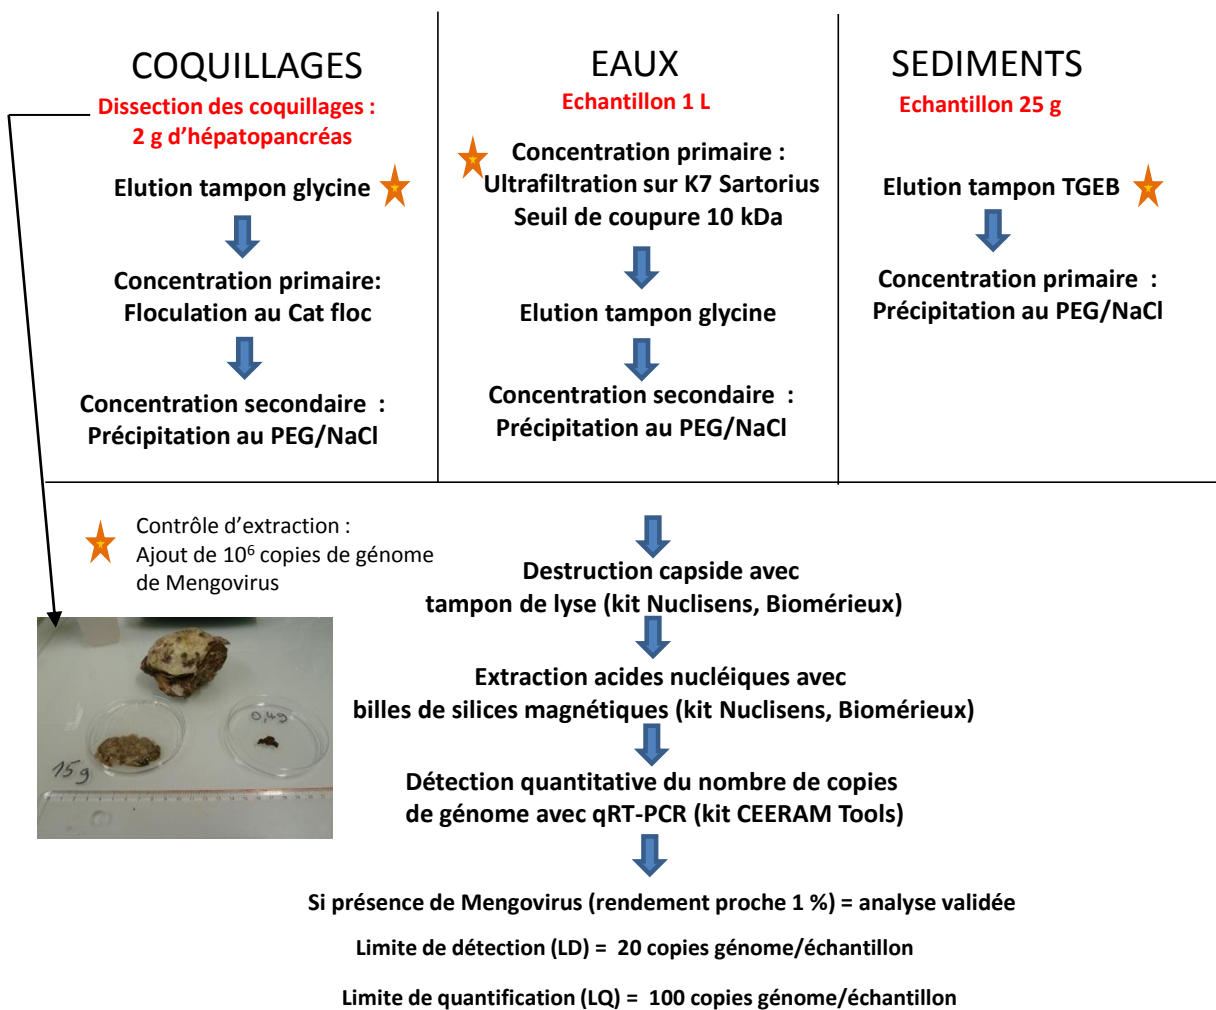 COQUILLAGES
Dissection des coquillages :
2 g d’hépatopancréas
Elution tampon glycine
Concentration primaire:
Floculation au Cat floc
Concentration secondaire :
Précipitation au PEG/NaCl
EAUX
Echantillon 1 L
Concentration primaire :
Ultrafiltration sur K7 Sartorius
Seuil de coupure 10 kDa
Elution tampon glycine
Concentration secondaire :
Précipitation au PEG/NaCl
SEDIMENTS
Echantillon 25 g
Elution tampon TGEB
Concentration primaire :
Précipitation au PEG/NaCl
Contrôle d’extraction :
Ajout de 10⁶ copies de génome
de Mengovirus
15g
0,4g
Destruction capside avec
tampon de lyse (kit Nuclisens, Biomérieux)
Extraction acides nucléiques avec
billes de silices magnétiques (kit Nuclisens, Biomérieux)
Détection quantitative du nombre de copies
de génome avec qRT-PCR (kit CEERAM Tools)
Si présence de Mengovirus (rendement proche 1 %) = analyse validée
Limite de détection (LD) = 20 copies génome/échantillon
Limite de quantification (LQ) = 100 copies génome/échantillon